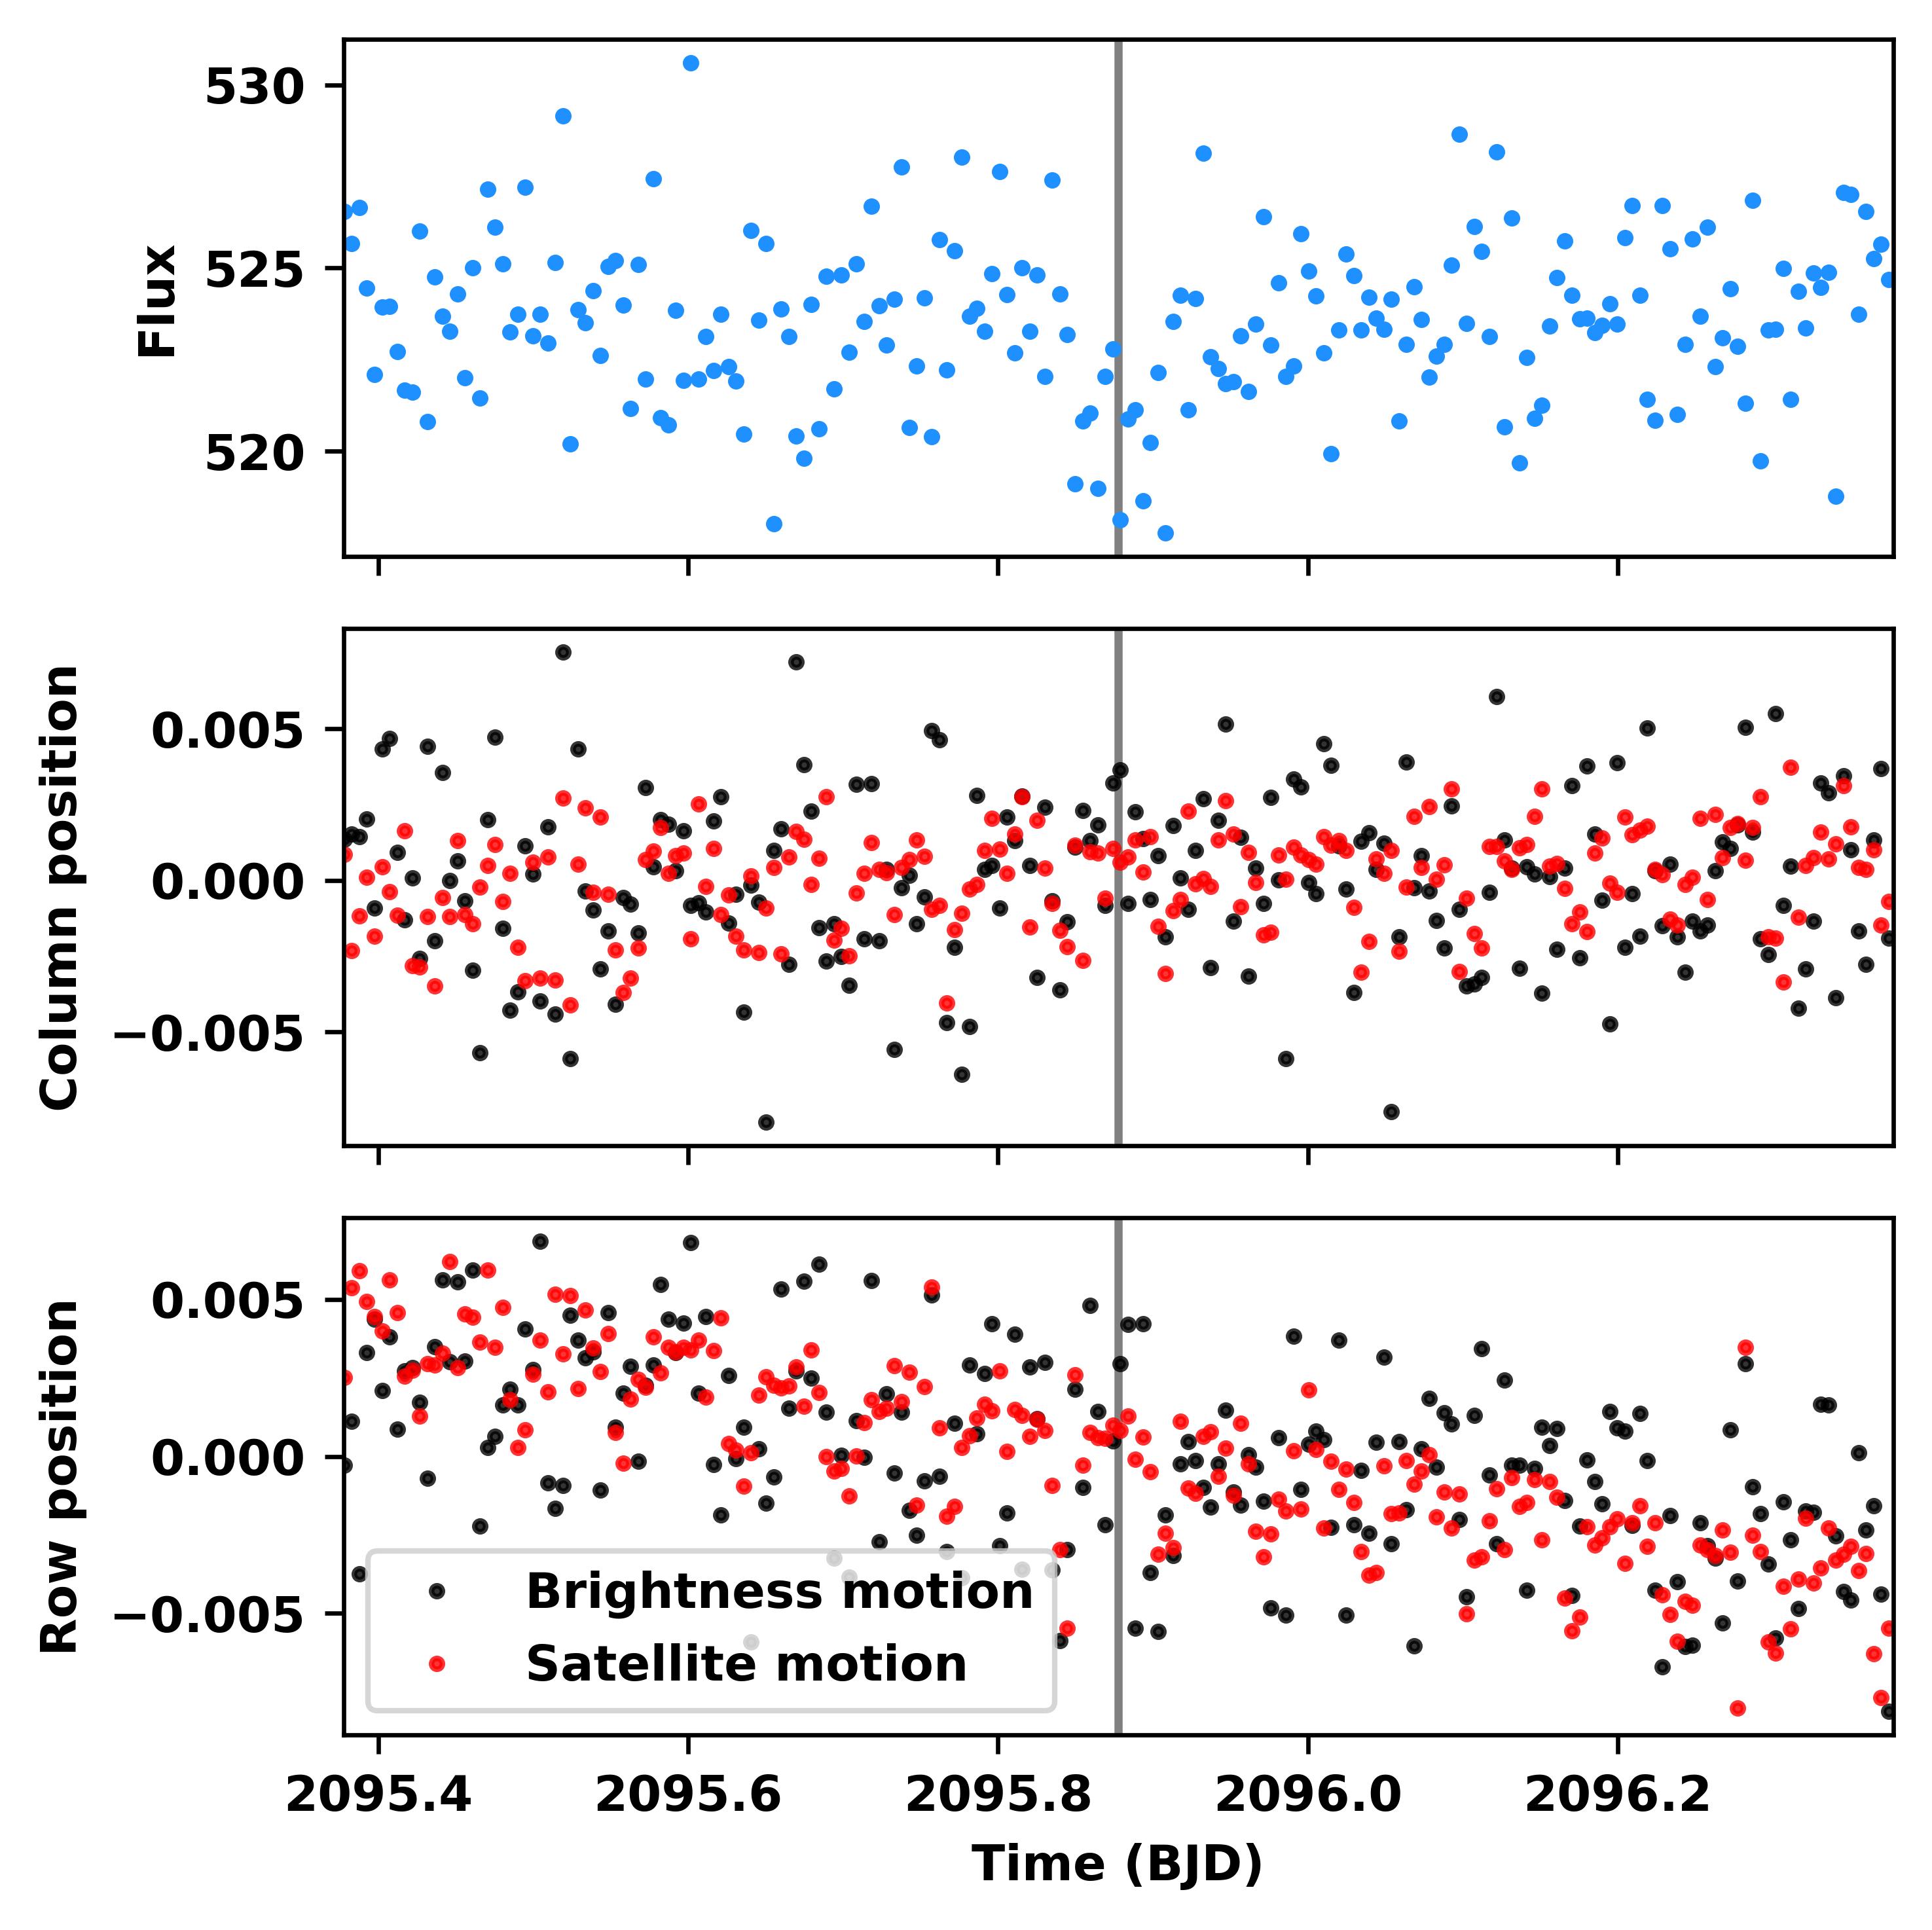 Flux
530
525
520
Column position
0.005
0.000
−0.005
Row position
0.005
0.000
−0.005
Brightness motion
Satellite motion
2095.4 2095.6 2095.8 2096.0 2096.2
Time (BJD)